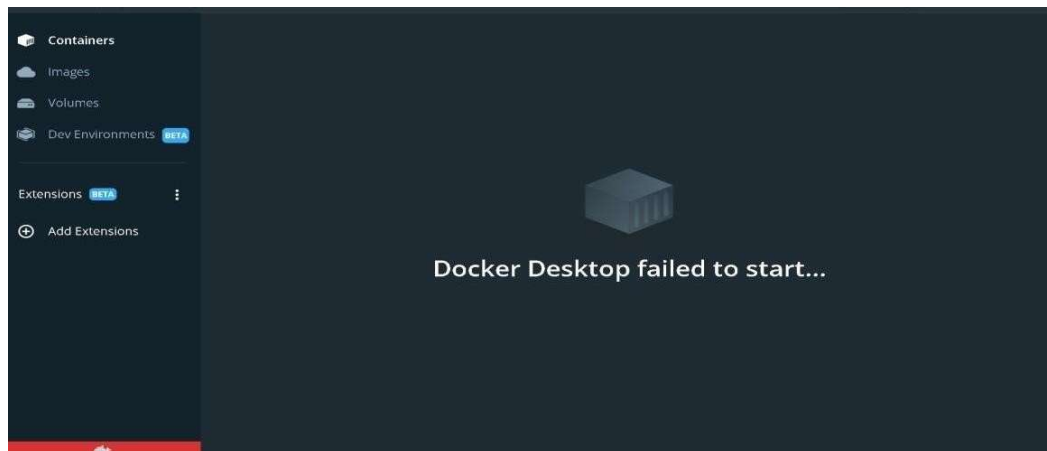 Containers
Images
Volumes
Dev Environments BETA
Extensions BETA
Add Extensions
Docker Desktop failed to start...